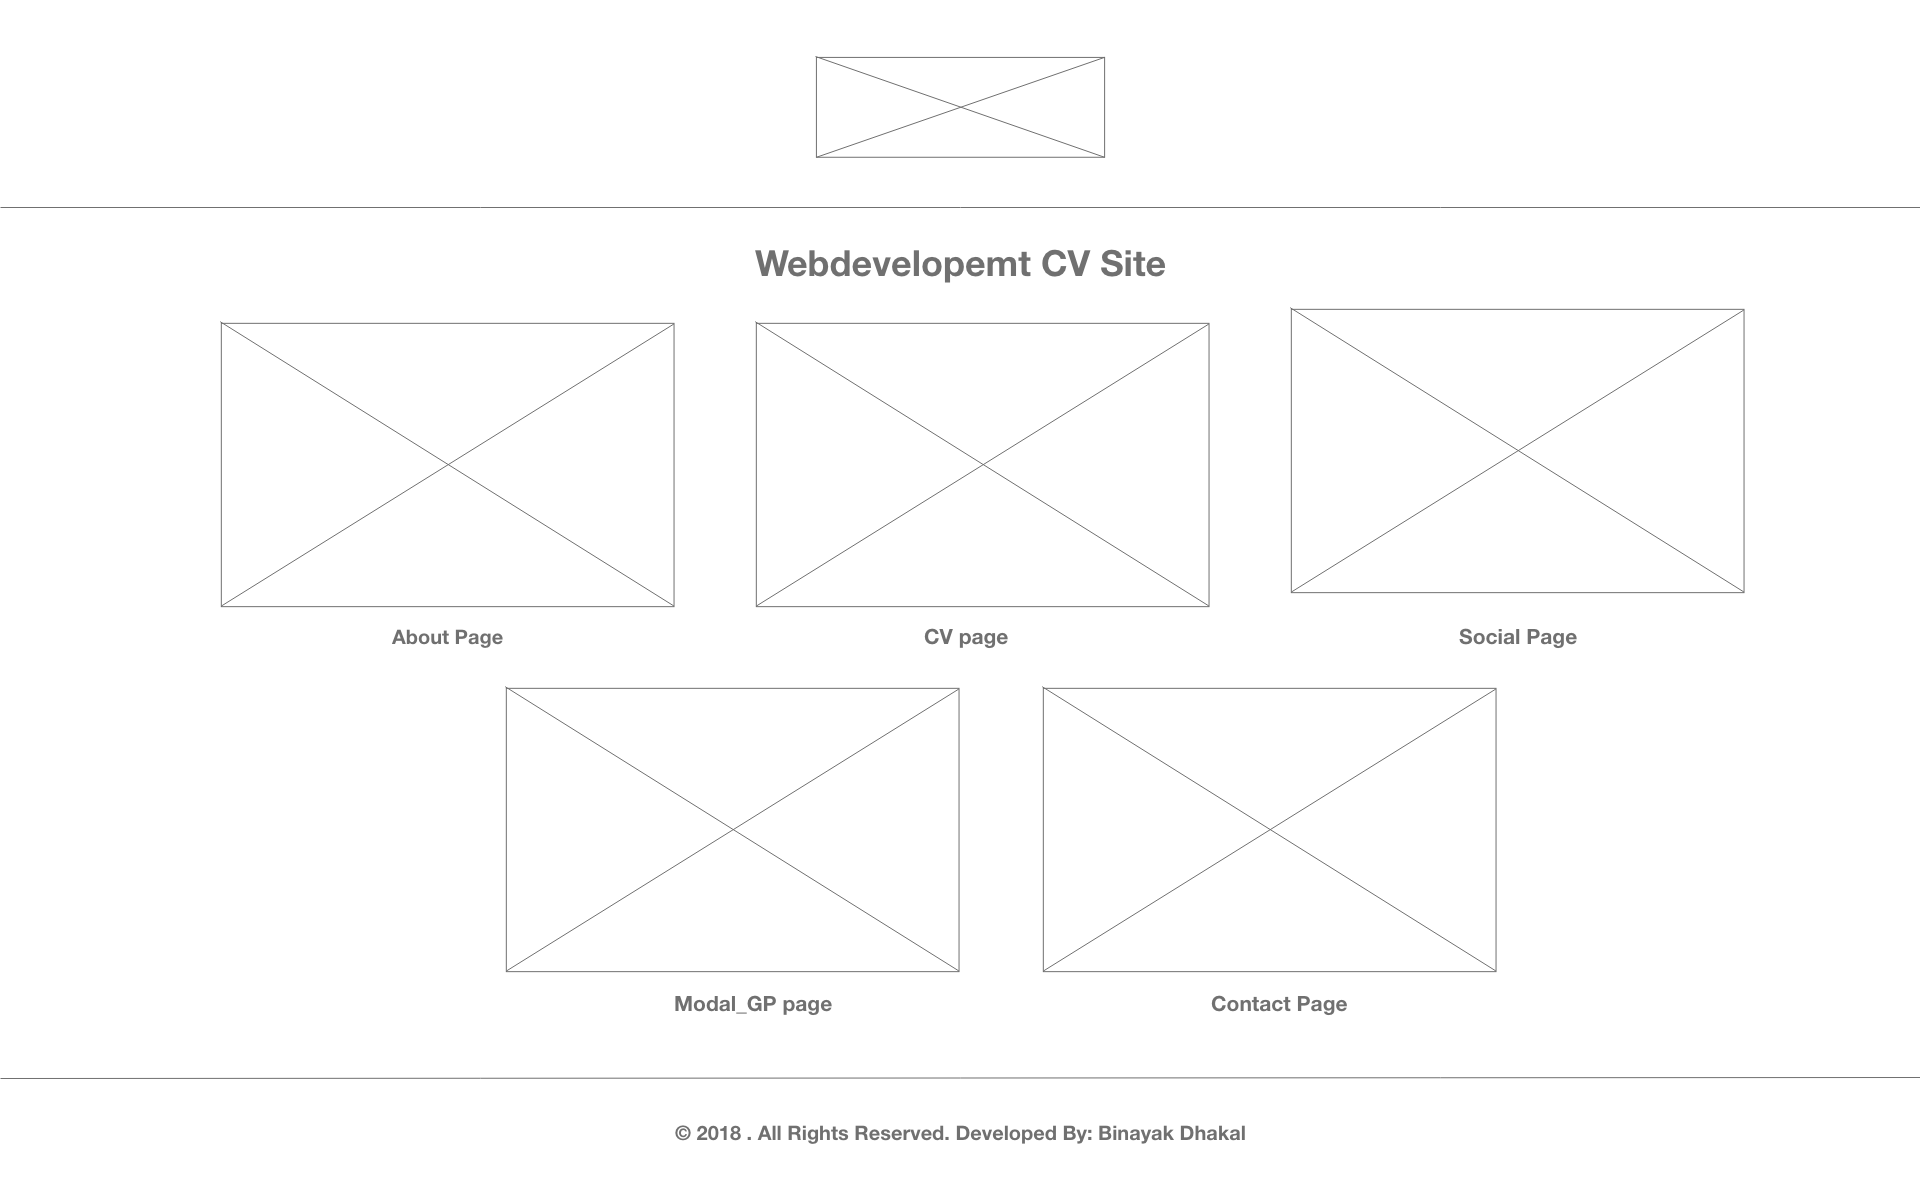 Webdevelopemt CV Site
About Page
CV page
Social Page
Modal_GP page
Contact Page
© 2018 . All Rights Reserved. Developed By: Binayak Dhakal